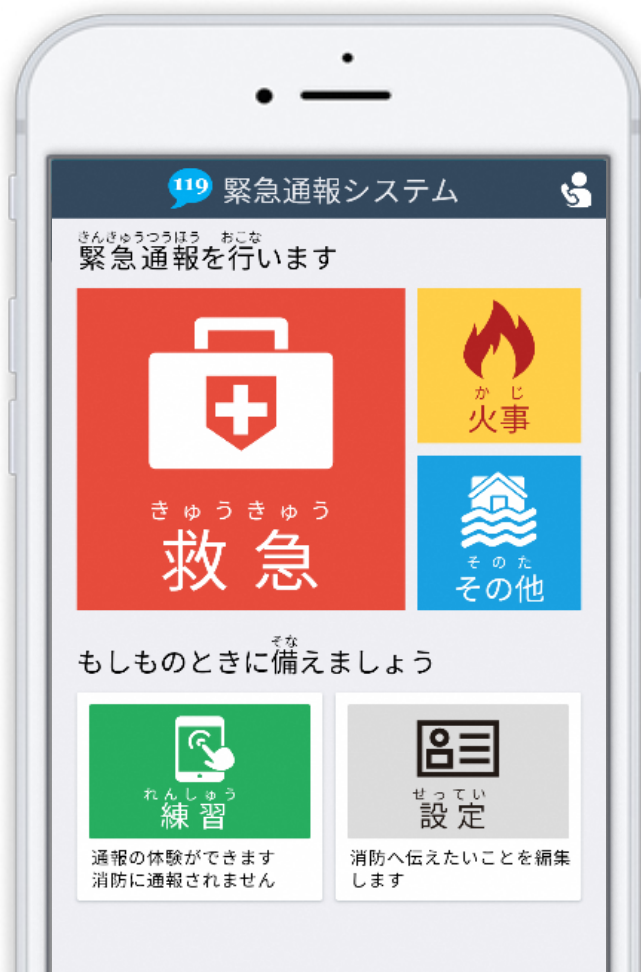 119 緊急通報システム
きんきゅうつうほう おこな
緊急通報を行います
きゅうきゅう
救急
かじ
火事
そのた
その他
そな
もしものときに備えましょう
れんしゅう
練習
通報の体験ができます
消防に通報されません
せってい
設定
消防へ伝えたいことを編集
します